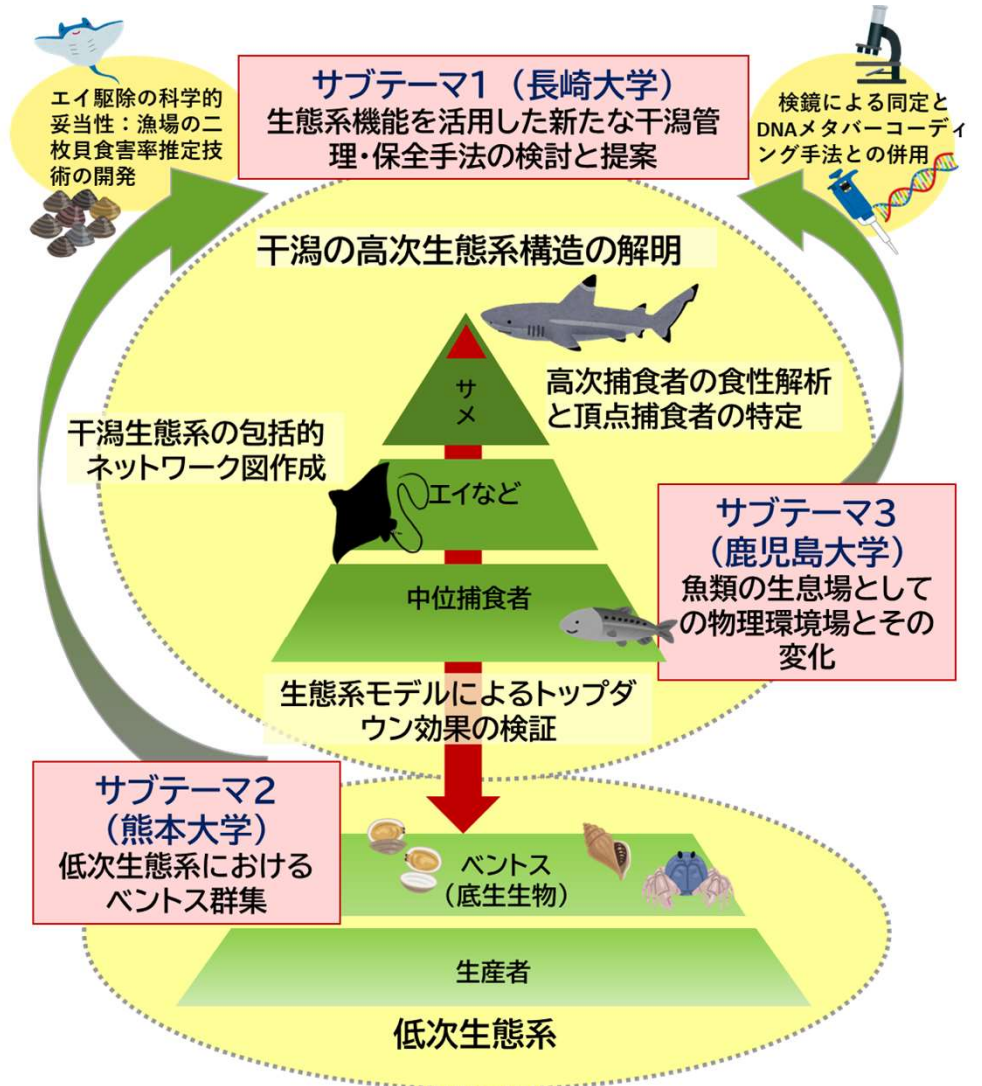 エイ駆除の科学的
妥当性：漁場の二
枚貝食害率推定技
術の開発
サブテーマ1（長崎大学）
生態系機能を活用した新たな干潟管
理・保全手法の検討と提案
検鏡による同定と
DNAメタバーコーディ
ング手法との併用
干潟の高次生態系構造の解明
サメ
高次捕食者の食性解析
と頂点捕食者の特定
干潟生態系の包括的
ネットワーク図作成
エイなど
中位捕食者
サブテーマ3
（鹿児島大学）
魚類の生息場として
の物理環境場とその
変化
生態系モデルによるトップダ
ウン効果の検証
サブテーマ2
（熊本大学）
低次生態系における
ベントス群集
ベントス
（底生生物）
生産者
低次生態系